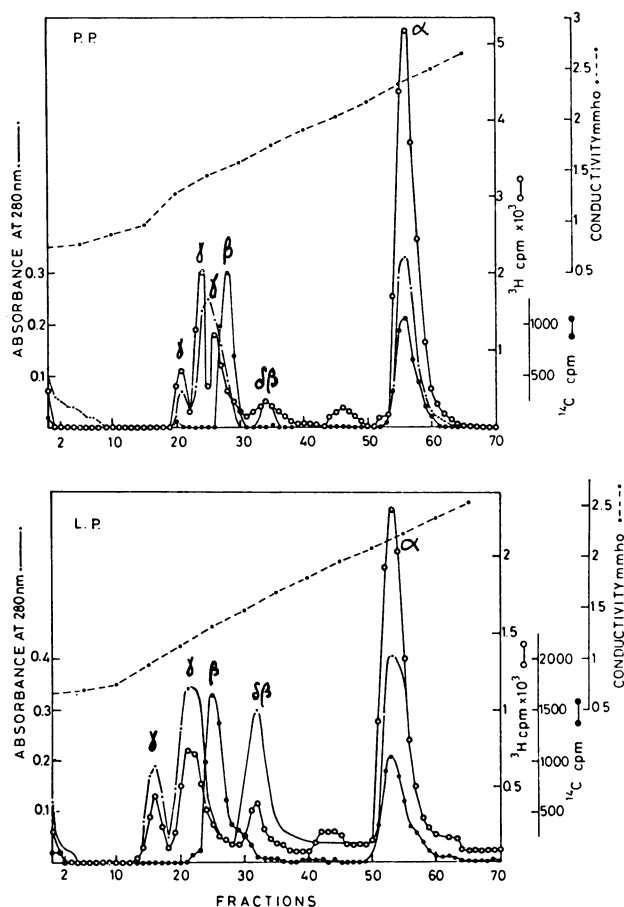 P.P.
α
γ
γ
β
δβ
ABSORBANCE AT 280nm
0.3
0.2
0.1
5
4
3
2
1
³H cpm x10³
1000
500
¹⁴C cpm
3
2.5
2
1.5
1
0.5
CONDUCTIVITY mmho
2 10 20 30 40 50 60 70
L.P.
α
γ
γ
β
δβ
ABSORBANCE AT 280nm
0.4
0.3
0.2
0.1
2
1.5
1
0.5
³H cpm x10³
2000
1500
1000
500
¹⁴C cpm
2.5
2
1.5
1
0.5
CONDUCTIVITY mmho
2 10 20 30 40 50 60 70
FRACTIONS